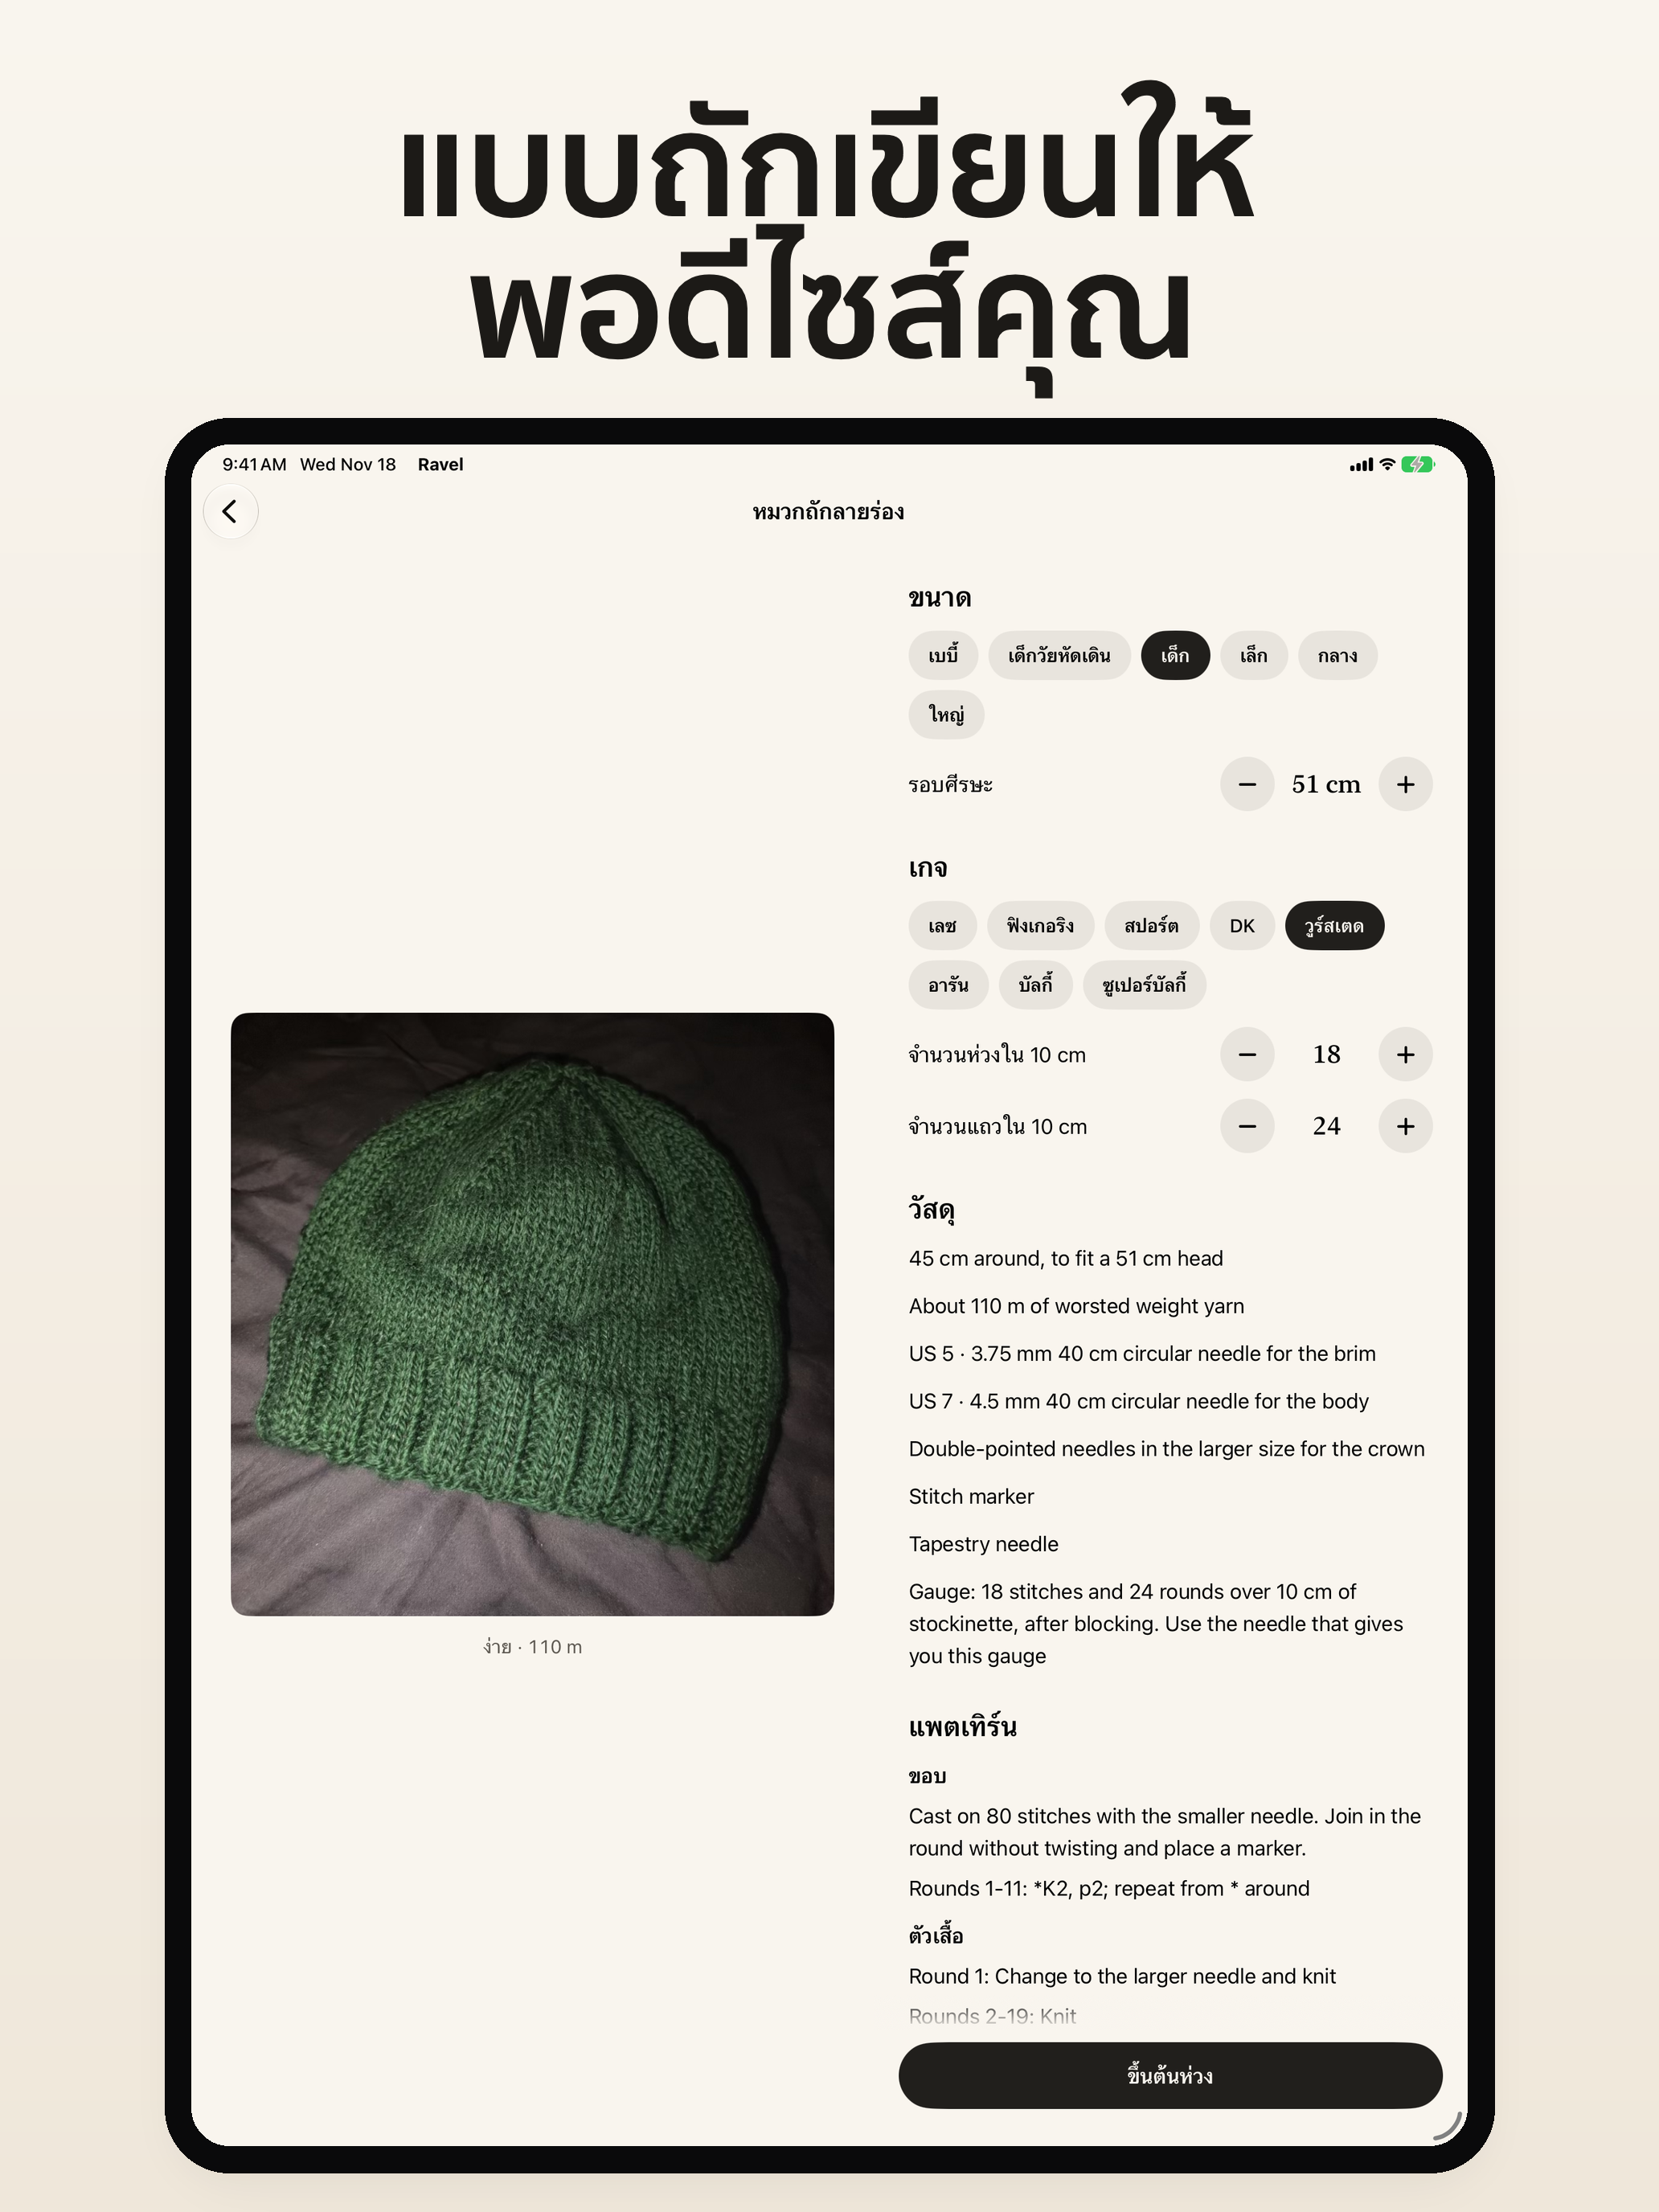 แบบถักเขียนให้
พอดีไซส์คุณ
9:41 AM Wed Nov 18 Ravel
หมวกถักลายร่อง
ขนาด
เบบี้ เด็กวัยหัดเดิน เด็ก เล็ก กลาง
ใหญ่
รอบศีรษะ − 51 cm +
เกจ
เลซ ฟิงเกอริง สปอร์ต DK วูร์สเตด
อารัน บัลกี้ ซูเปอร์บัลกี้
จำนวนห่วงใน 10 cm − 18 +
จำนวนแถวใน 10 cm − 24 +
วัสดุ
45 cm around, to fit a 51 cm head
About 110 m of worsted weight yarn
US 5 · 3.75 mm 40 cm circular needle for the brim
US 7 · 4.5 mm 40 cm circular needle for the body
Double-pointed needles in the larger size for the crown
Stitch marker
Tapestry needle
Gauge: 18 stitches and 24 rounds over 10 cm of
stockinette, after blocking. Use the needle that gives
you this gauge
ง่าย · 110 m
แพตเทิร์น
ขอบ
Cast on 80 stitches with the smaller needle. Join in the
round without twisting and place a marker.
Rounds 1-11: *K2, p2; repeat from * around
ตัวเสื้อ
Round 1: Change to the larger needle and knit
Rounds 2-19: Knit
ขึ้นต้นห่วง